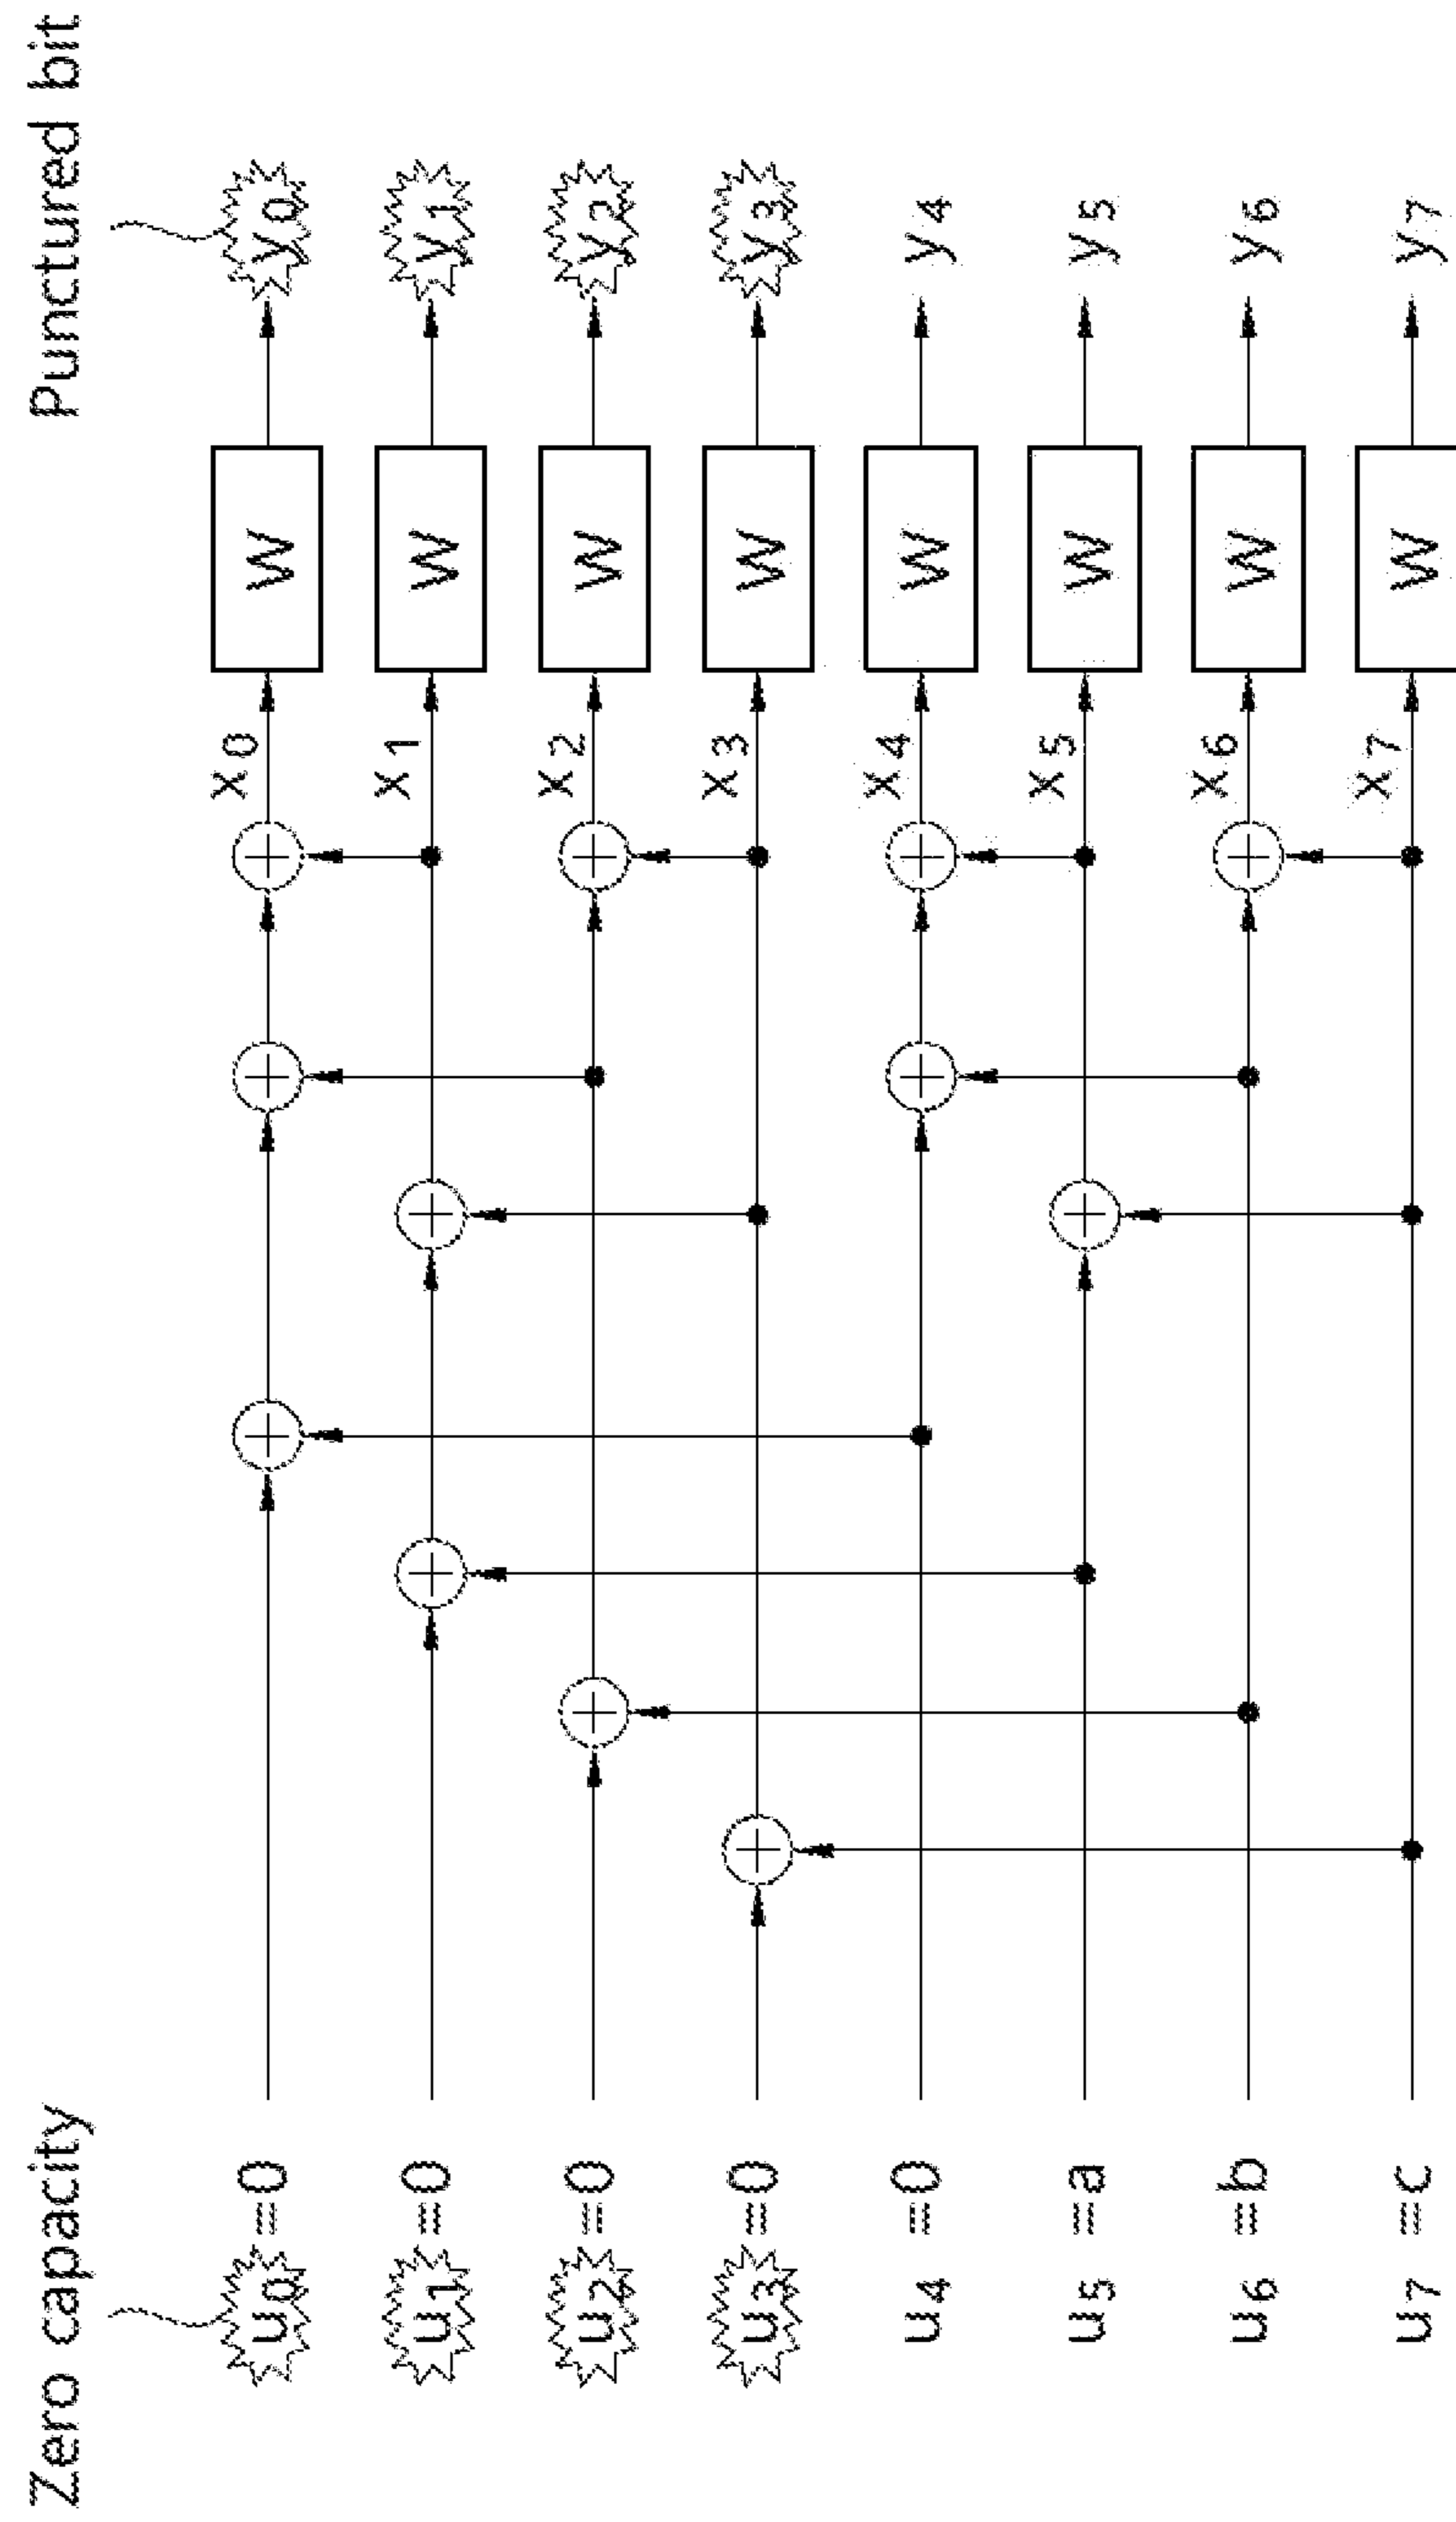 Zero capacity
Punctured bit
u0 =0 x0 W y0
u1 =0 x1 W y1
u2 =0 x2 W y2
u3 =0 x3 W y3
u4 =0 x4 W y4
u5 =a x5 W y5
u6 =b x6 W y6
u7 =c x7 W y7